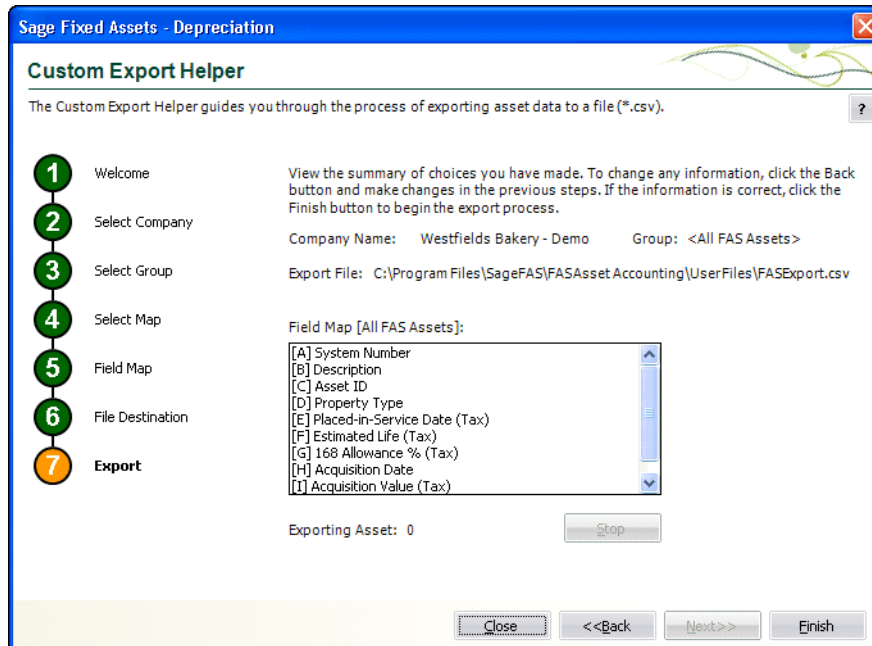 Sage Fixed Assets - Depreciation
Custom Export Helper
The Custom Export Helper guides you through the process of exporting asset data to a file (*.csv).
?
1 Welcome
2 Select Company
3 Select Group
4 Select Map
5 Field Map
6 File Destination
7 Export
View the summary of choices you have made. To change any information, click the Back
button and make changes in the previous steps. If the information is correct, click the
Finish button to begin the export process.
Company Name: Westfields Bakery - Demo Group: <All FAS Assets>
Export File: C:\Program Files\SageFAS\FASAsset Accounting\UserFiles\FASExport.csv
Field Map [All FAS Assets]:
[A] System Number
[B] Description
[C] Asset ID
[D] Property Type
[E] Placed-in-Service Date (Tax)
[F] Estimated Life (Tax)
[G] 168 Allowance % (Tax)
[H] Acquisition Date
[I] Acquisition Value (Tax)
Exporting Asset: 0 Stop
Close <<Back Next>> Finish